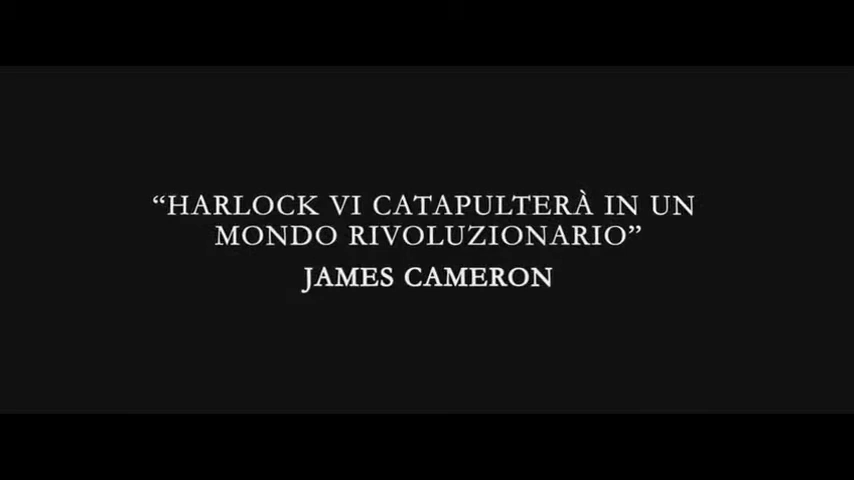 “HARLOCK VI CATAPULTERÀ IN UN
MONDO RIVOLUZIONARIO”
JAMES CAMERON